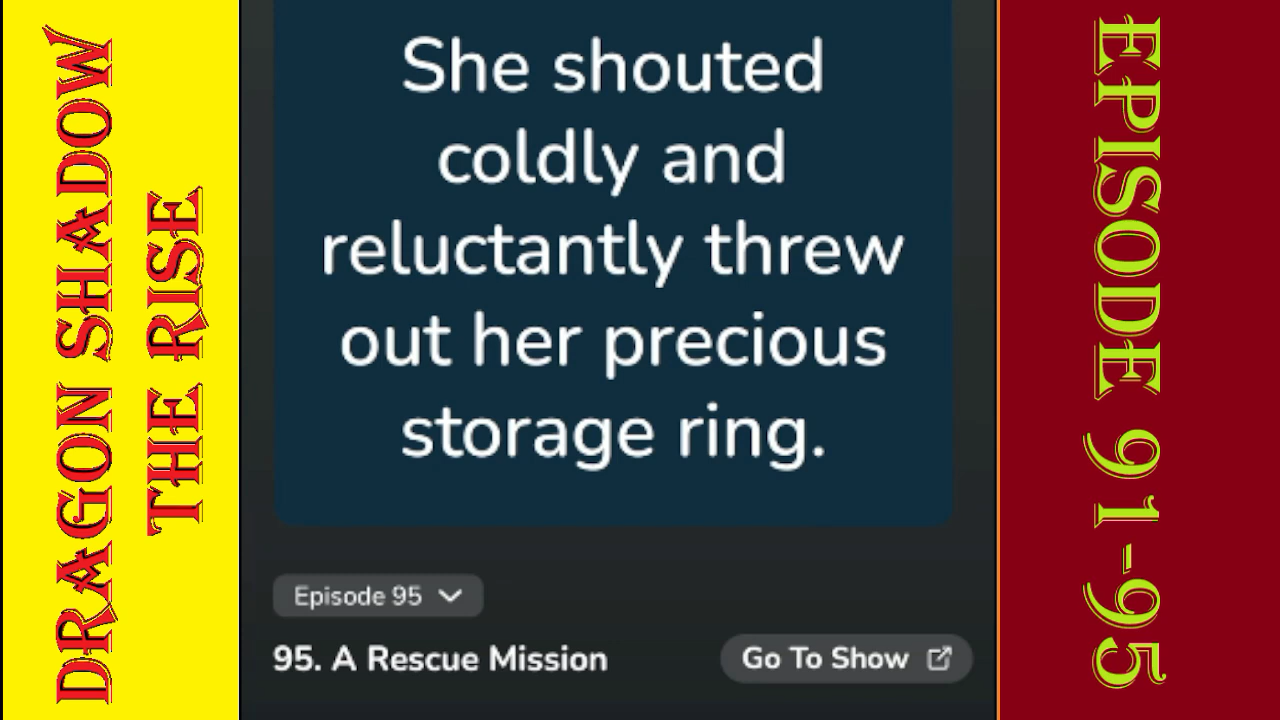 DRAGON SHADOW
THE RISE
She shouted
coldly and
reluctantly threw
out her precious
storage ring.
Episode 95
95. A Rescue Mission
Go To Show
EPISODE 91-95